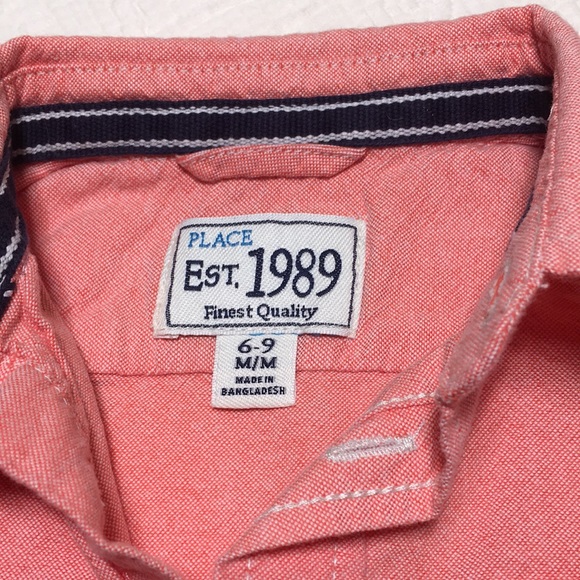 PLACE
EST. 1989
Finest Quality
6-9
M/M
MADE IN
BANGLADESH